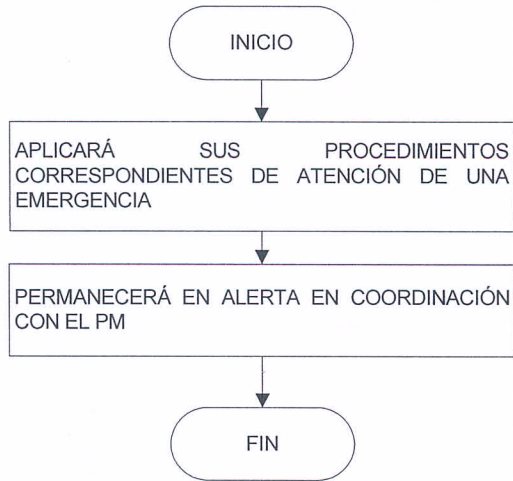 INICIO
APLICARÁ SUS PROCEDIMIENTOS
CORRESPONDIENTES DE ATENCIÓN DE UNA
EMERGENCIA
PERMANECERÁ EN ALERTA EN COORDINACIÓN
CON EL PM
FIN